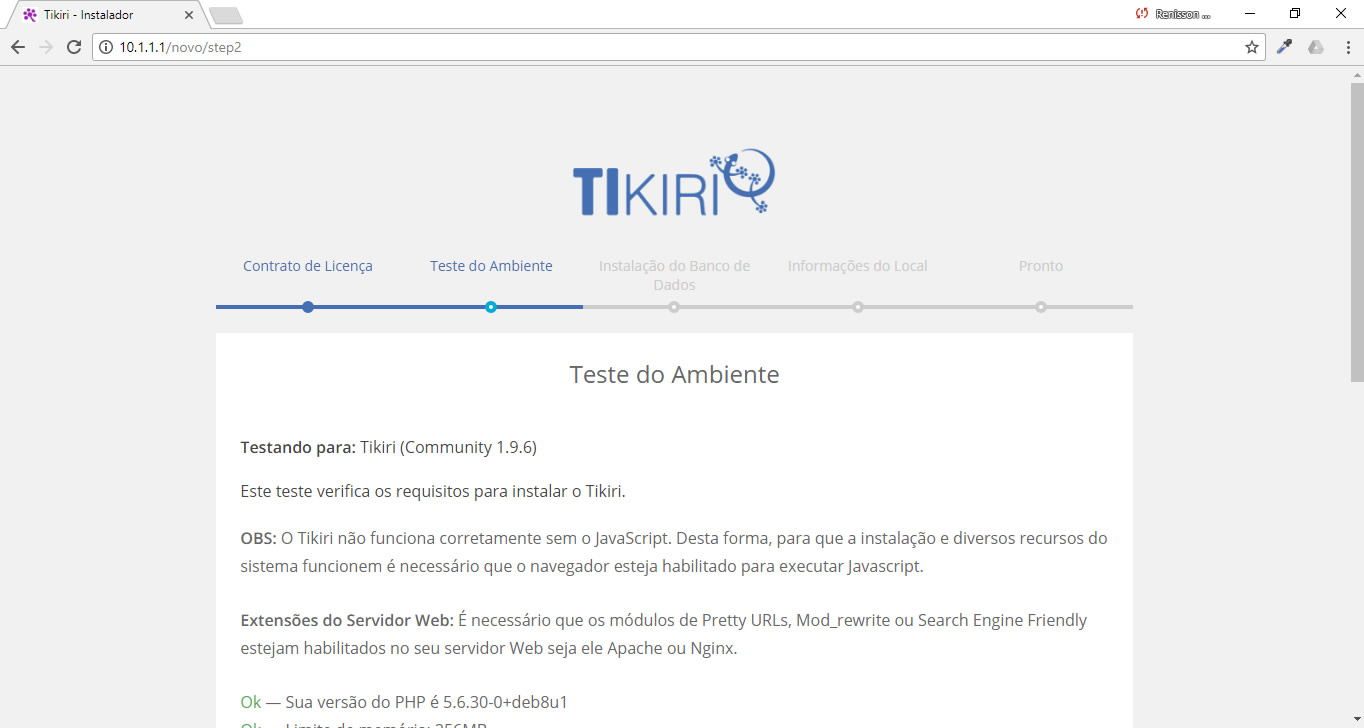 Tikiri - Instalador
Renisson ...
10.1.1.1/novo/step2
TIKIRI
Contrato de Licença
Teste do Ambiente
Instalação do Banco de
Dados
Informações do Local
Pronto
Teste do Ambiente
Testando para: Tikiri (Community 1.9.6)
Este teste verifica os requisitos para instalar o Tikiri.
OBS: O Tikiri não funciona corretamente sem o JavaScript. Desta forma, para que a instalação e diversos recursos do
sistema funcionem é necessário que o navegador esteja habilitado para executar Javascript.
Extensões do Servidor Web: É necessário que os módulos de Pretty URLs, Mod_rewrite ou Search Engine Friendly
estejam habilitados no seu servidor Web seja ele Apache ou Nginx.
Ok — Sua versão do PHP é 5.6.30-0+deb8u1
Ok — Limite de memória: 256MB